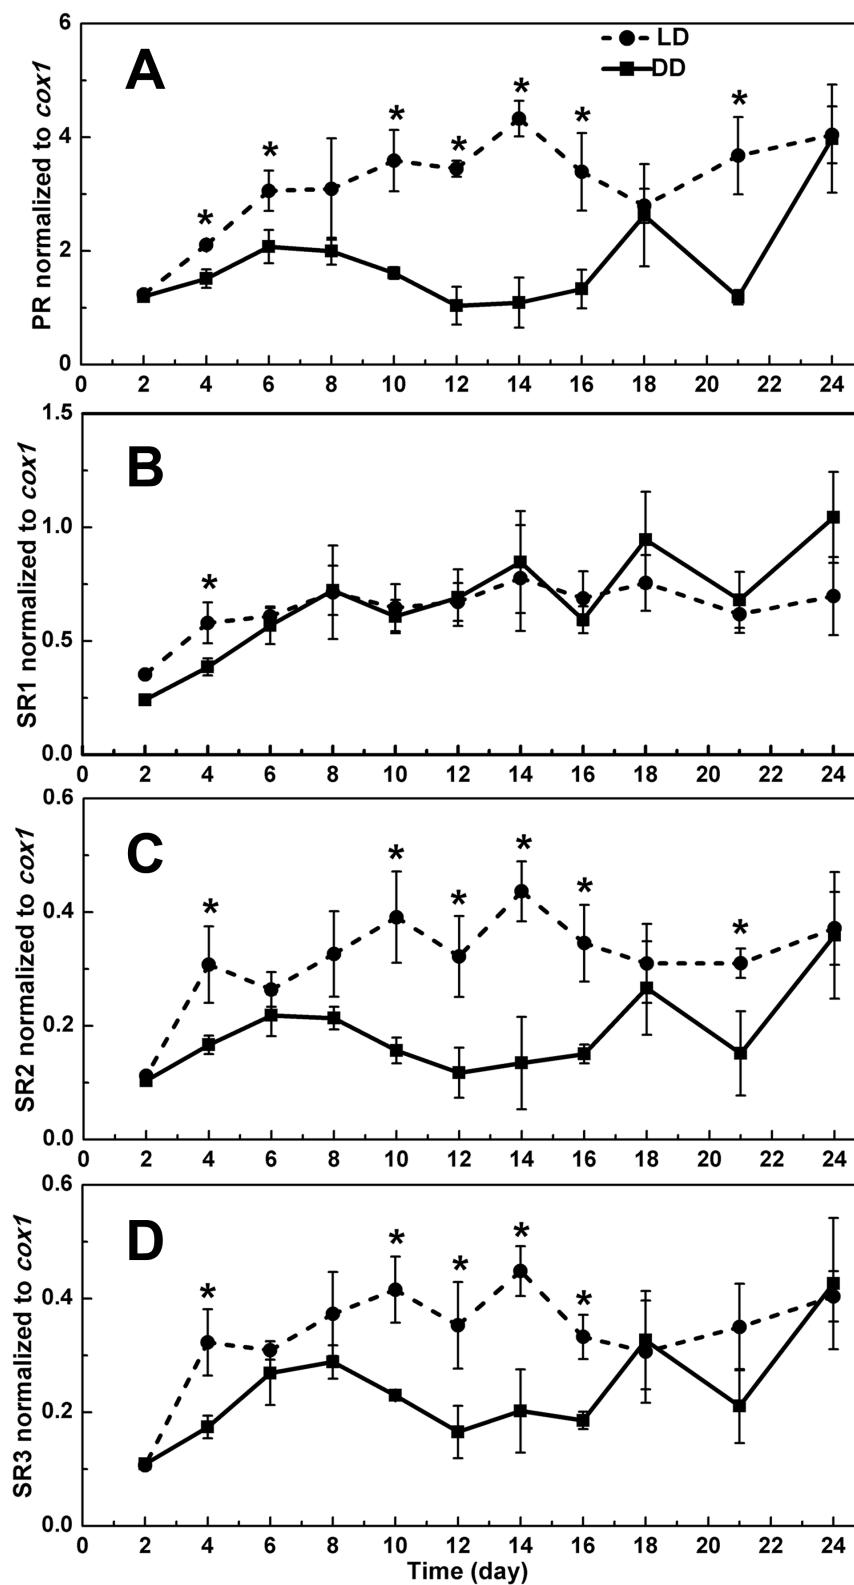 A
LD
DD
PR normalized to cox1
6
4
2
0
0 2 4 6 8 10 12 14 16 18 20 22 24
* * * * * * *
B
SR1 normalized to cox1
1.5
1.0
0.5
0.0
0 2 4 6 8 10 12 14 16 18 20 22 24
*
C
SR2 normalized to cox1
0.6
0.4
0.2
0.0
0 2 4 6 8 10 12 14 16 18 20 22 24
* * * * * *
D
SR3 normalized to cox1
0.6
0.4
0.2
0.0
0 2 4 6 8 10 12 14 16 18 20 22 24
* * * * *
Time (day)